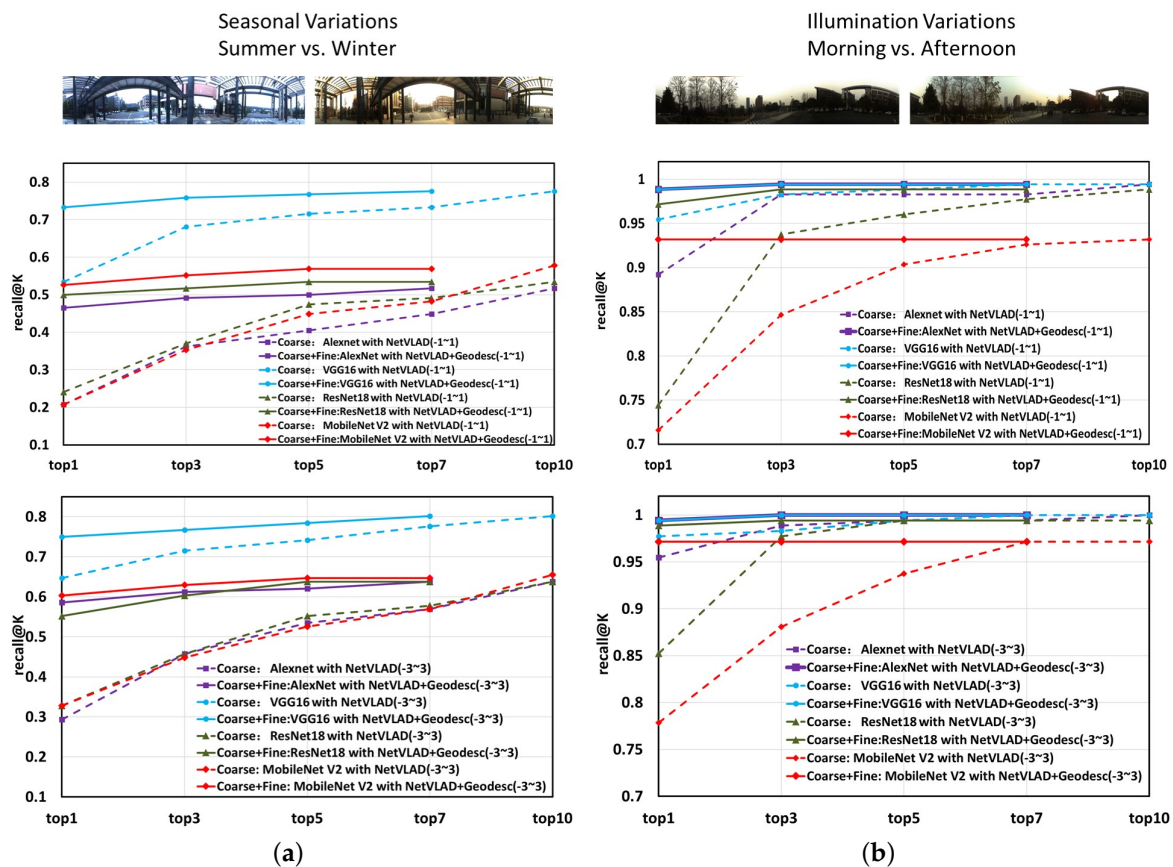 Seasonal Variations
Summer vs. Winter
Illumination Variations
Morning vs. Afternoon
0.8
0.7
0.6
0.5
0.4
0.3
0.2
0.1
recall@K
Coarse： Alexnet with NetVLAD(-1~1)
Coarse+Fine:AlexNet with NetVLAD+Geodesc(-1~1)
Coarse： VGG16 with NetVLAD(-1~1)
Coarse+Fine:VGG16 with NetVLAD+Geodesc(-1~1)
Coarse： ResNet18 with NetVLAD(-1~1)
Coarse+Fine:ResNet18 with NetVLAD+Geodesc(-1~1)
Coarse： MobileNet V2 with NetVLAD(-1~1)
Coarse+Fine:MobileNet V2 with NetVLAD+Geodesc(-1~1)
top1 top3 top5 top7 top10
1
0.95
0.9
0.85
0.8
0.75
0.7
recall@K
Coarse： Alexnet with NetVLAD(-1~1)
Coarse+Fine:AlexNet with NetVLAD+Geodesc(-1~1)
Coarse： VGG16 with NetVLAD(-1~1)
Coarse+Fine:VGG16 with NetVLAD+Geodesc(-1~1)
Coarse： ResNet18 with NetVLAD(-1~1)
Coarse+Fine:ResNet18 with NetVLAD+Geodesc(-1~1)
Coarse： MobileNet V2 with NetVLAD(-1~1)
Coarse+Fine:MobileNet V2 with NetVLAD+Geodesc(-1~1)
top1 top3 top5 top7 top10
0.8
0.7
0.6
0.5
0.4
0.3
0.2
0.1
recall@K
Coarse： Alexnet with NetVLAD(-3~3)
Coarse+Fine:AlexNet with NetVLAD+Geodesc(-3~3)
Coarse： VGG16 with NetVLAD(-3~3)
Coarse+Fine:VGG16 with NetVLAD+Geodesc(-3~3)
Coarse： ResNet18 with NetVLAD(-3~3)
Coarse+Fine:ResNet18 with NetVLAD+Geodesc(-3~3)
Coarse: MobileNet V2 with NetVLAD(-3~3)
Coarse+Fine: MobileNet V2 with NetVLAD+Geodesc(-3~3)
top1 top3 top5 top7 top10
1
0.95
0.9
0.85
0.8
0.75
0.7
recall@K
Coarse： Alexnet with NetVLAD(-3~3)
Coarse+Fine:AlexNet with NetVLAD+Geodesc(-3~3)
Coarse： VGG16 with NetVLAD(-3~3)
Coarse+Fine:VGG16 with NetVLAD+Geodesc(-3~3)
Coarse： ResNet18 with NetVLAD(-3~3)
Coarse+Fine:ResNet18 with NetVLAD+Geodesc(-3~3)
Coarse: MobileNet V2 with NetVLAD(-3~3)
Coarse+Fine: MobileNet V2 with NetVLAD+Geodesc(-3~3)
top1 top3 top5 top7 top10
(a)
(b)